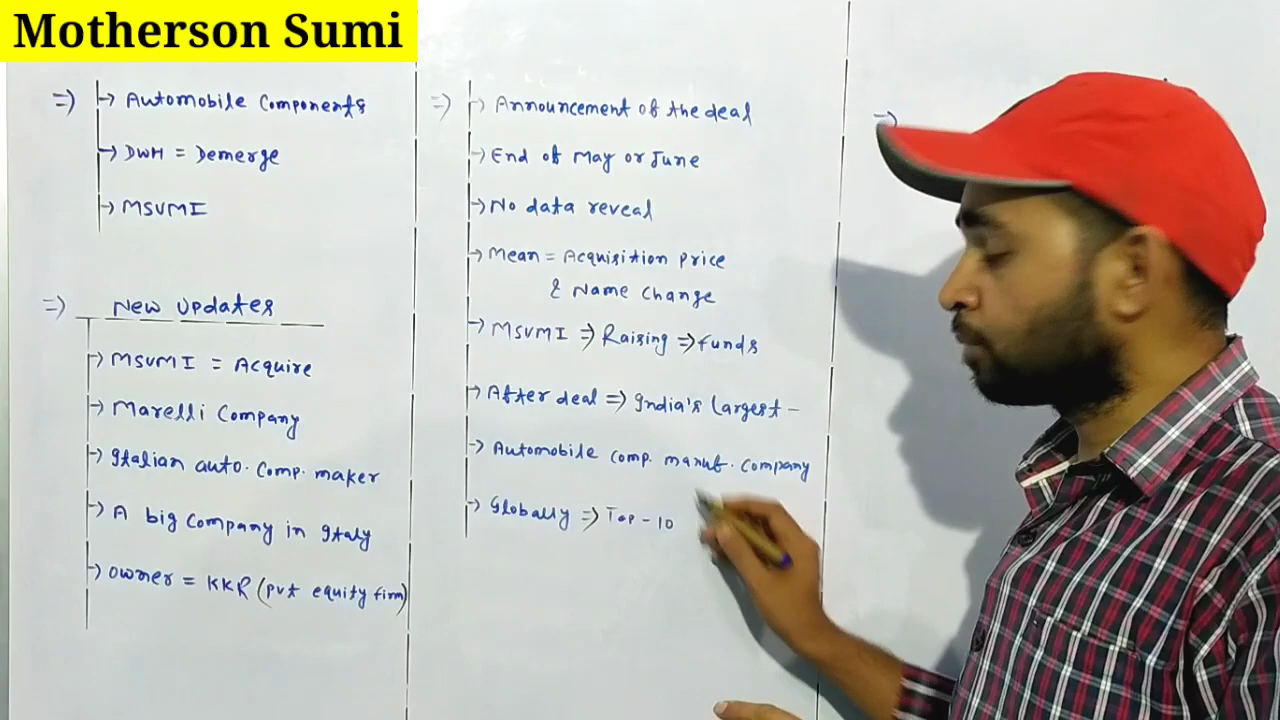 Motherson Sumi
=> -> Automobile Components
-> DWH = Demerge
-> MSUMI
=> New Updates
-> MSUMI = Acquire
-> Marelli Company
-> Italian auto. Comp. maker
-> A big company in Italy
-> owner = KKR (pvt equity firm)
=> -> Announcement of the deal
-> End of May or June
-> No data reveal
-> Mean = Acquisition price
& Name Change
-> MSUMI => Raising => Funds
-> After deal => India's largest -
-> Automobile comp. manuf. company
-> Globally => Top - 10
=>